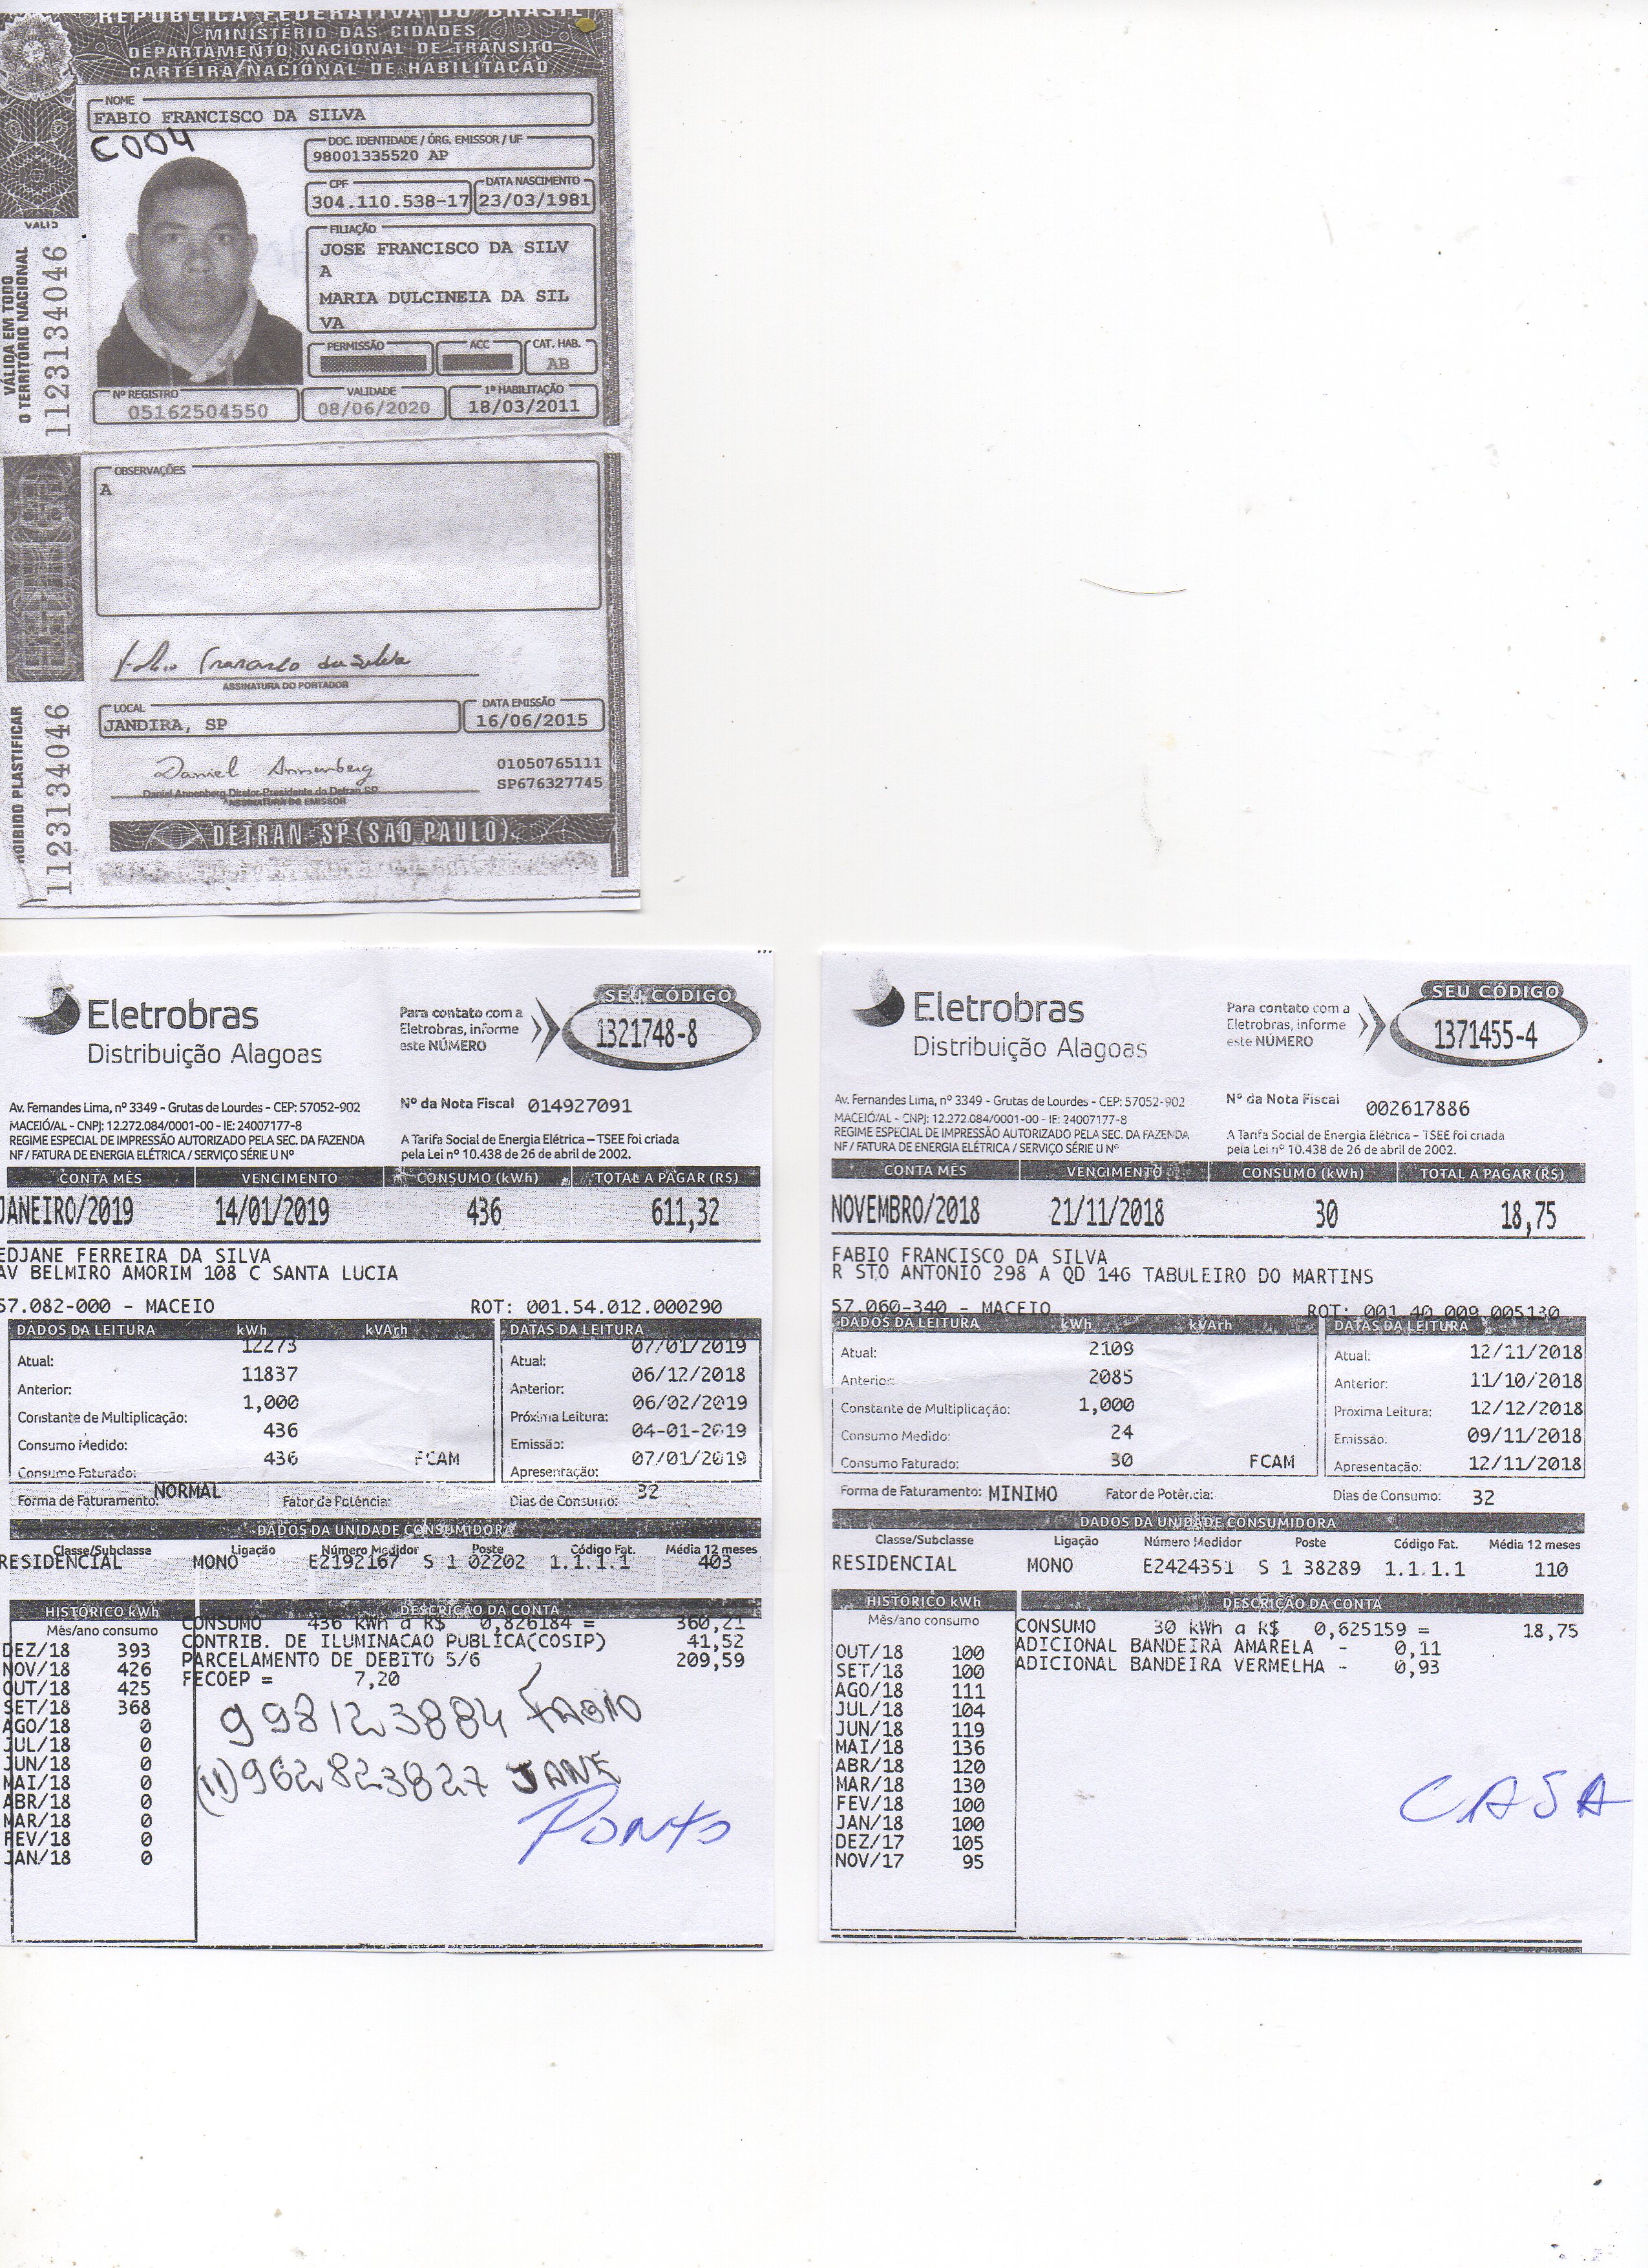 REPÚBLICA FEDERATIVA DO BRASIL
MINISTÉRIO DAS CIDADES
DEPARTAMENTO NACIONAL DE TRÂNSITO
CARTEIRA NACIONAL DE HABILITAÇÃO
NOME
FABIO FRANCISCO DA SILVA
C004
DOC. IDENTIDADE / ÓRG. EMISSOR / UF
98001335520 AP
CPF
304.110.538-17
DATA NASCIMENTO
23/03/1981
FILIAÇÃO
JOSE FRANCISCO DA SILV
A
MARIA DULCINEIA DA SIL
VA
PERMISSÃO
ACC
CAT. HAB.
AB
Nº REGISTRO
05162504550
VALIDADE
08/06/2020
1ª HABILITAÇÃO
18/03/2011
VALID
VÁLIDA EM TODO
O TERRITÓRIO NACIONAL
1123134046
OBSERVAÇÕES
A
Fabio Francisco da Silva
ASSINATURA DO PORTADOR
LOCAL
JANDIRA, SP
DATA EMISSÃO
16/06/2015
Daniel Annenberg
Daniel Annenberg Diretor-Presidente do Detran SP
ASSINATURA DO EMISSOR
01050765111
SP676327745
ROIBIDO PLASTIFICAR
1123134046
DETRAN-SP (SAO PAULO)
Eletrobras
Distribuição Alagoas
Para contato com a
Eletrobras, informe
este NÚMERO
SEU CÓDIGO
1321748-8
Av. Fernandes Lima, nº 3349 - Grutas de Lourdes - CEP: 57052-902
MACEIÓ/AL - CNPJ: 12.272.084/0001-00 - IE: 24007177-8
REGIME ESPECIAL DE IMPRESSÃO AUTORIZADO PELA SEC. DA FAZENDA
NF / FATURA DE ENERGIA ELÉTRICA / SERVIÇO SÉRIE U Nº
Nº da Nota Fiscal 014927091
A Tarifa Social de Energia Elétrica – TSEE foi criada
pela Lei nº 10.438 de 26 de abril de 2002.
CONTA MÊS VENCIMENTO CONSUMO (kWh) TOTAL A PAGAR (R$)
JANEIRO/2019 14/01/2019 436 611,32
EDJANE FERREIRA DA SILVA
AV BELMIRO AMORIM 108 C SANTA LUCIA
57.082-000 - MACEIO ROT: 001.54.012.000290
DADOS DA LEITURA kWh kVArh DATAS DA LEITURA
Atual: 12273 Atual: 07/01/2019
Anterior: 11837 Anterior: 06/12/2018
Constante de Multiplicação: 1,000 Próxima Leitura: 06/02/2019
Consumo Medido: 436 Emissão: 04-01-2019
Consumo Faturado: 436 FCAM Apresentação: 07/01/2019
Forma de Faturamento: NORMAL Fator de Potência: Dias de Consumo: 32
DADOS DA UNIDADE CONSUMIDORA
Classe/Subclasse Ligação Número Medidor Poste Código Fat. Média 12 meses
RESIDENCIAL MONO E2192167 S 1 02202 1.1.1.1 403
HISTÓRICO kWh
Mês/ano consumo
DEZ/18 393
NOV/18 426
OUT/18 425
SET/18 368
AGO/18 0
JUL/18 0
JUN/18 0
MAI/18 0
ABR/18 0
MAR/18 0
FEV/18 0
JAN/18 0
DESCRIÇÃO DA CONTA
CONSUMO 436 kWh a R$ 0,826184 = 360,21
CONTRIB. DE ILUMINACAO PUBLICA(COSIP) 41,52
PARCELAMENTO DE DEBITO 5/6 209,59
FECOEP = 7,20
998123884 FABIO
(11)962823827 JANE
PONTO
Eletrobras
Distribuição Alagoas
Para contato com a
Eletrobras, informe
este NÚMERO
SEU CÓDIGO
1371455-4
Av. Fernandes Lima, nº 3349 - Grutas de Lourdes - CEP: 57052-902
MACEIÓ/AL - CNPJ: 12.272.084/0001-00 - IE: 24007177-8
REGIME ESPECIAL DE IMPRESSÃO AUTORIZADO PELA SEC. DA FAZENDA
NF / FATURA DE ENERGIA ELÉTRICA / SERVIÇO SÉRIE U Nº
Nº da Nota Fiscal 002617886
A Tarifa Social de Energia Elétrica – TSEE foi criada
pela Lei nº 10.438 de 26 de abril de 2002.
CONTA MÊS VENCIMENTO CONSUMO (kWh) TOTAL A PAGAR (R$)
NOVEMBRO/2018 21/11/2018 30 18,75
FABIO FRANCISCO DA SILVA
R STO ANTONIO 298 A QD 146 TABULEIRO DO MARTINS
57.060-340 - MACEIO ROT: 001.40.009.005130
DADOS DA LEITURA kWh kVArh DATAS DA LEITURA
Atual: 2109 Atual: 12/11/2018
Anterior: 2085 Anterior: 11/10/2018
Constante de Multiplicação: 1,000 Próxima Leitura: 12/12/2018
Consumo Medido: 24 Emissão: 09/11/2018
Consumo Faturado: 30 FCAM Apresentação: 12/11/2018
Forma de Faturamento: MINIMO Fator de Potência: Dias de Consumo: 32
DADOS DA UNIDADE CONSUMIDORA
Classe/Subclasse Ligação Número Medidor Poste Código Fat. Média 12 meses
RESIDENCIAL MONO E2424351 S 1 38289 1.1.1.1 110
HISTÓRICO kWh
Mês/ano consumo
OUT/18 100
SET/18 100
AGO/18 111
JUL/18 104
JUN/18 119
MAI/18 136
ABR/18 120
MAR/18 130
FEV/18 100
JAN/18 100
DEZ/17 105
NOV/17 95
DESCRIÇÃO DA CONTA
CONSUMO 30 kWh a R$ 0,625159 = 18,75
ADICIONAL BANDEIRA AMARELA - 0,11
ADICIONAL BANDEIRA VERMELHA - 0,93
CASA